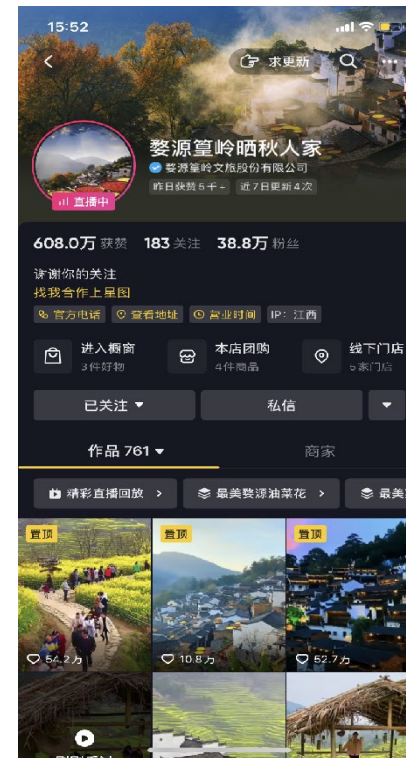 15:52
求更新
婺源篁岭晒秋人家
婺源篁岭文旅股份有限公司
昨日获赞5千+ 近7日更新4次
直播中
608.0万 获赞 183 关注 38.8万 粉丝
谢谢你的关注
找我合作上星图
官方电话 查看地址 营业时间 IP: 江西
进入橱窗 本店团购 线下门店
3件好物 4件商品 5家门店
已关注 私信
作品 761 商家
精彩直播回放 最美婺源油菜花 最美
置顶 置顶 置顶
54.2万 10.8万 52.7万